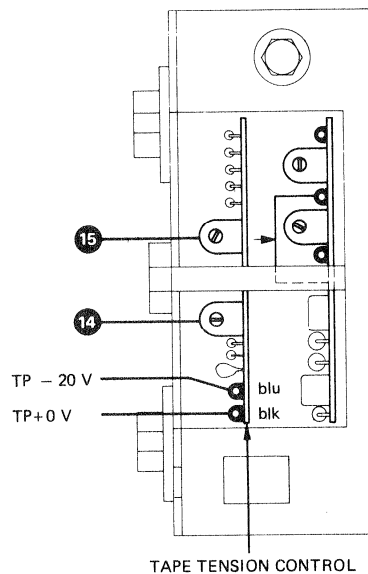 15
14
TP – 20 V
blu
TP+0 V
blk
TAPE TENSION CONTROL